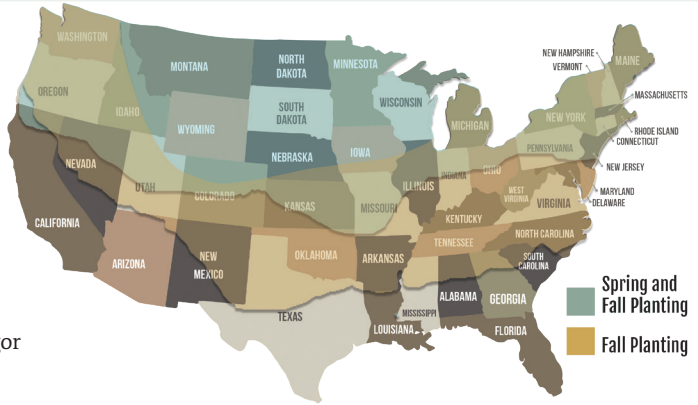 WASHINGTON
OREGON
IDAHO
MONTANA
NORTH
DAKOTA
MINNESOTA
SOUTH
DAKOTA
WISCONSIN
WYOMING
NEBRASKA
IOWA
MICHIGAN
NEW HAMPSHIRE
VERMONT
MAINE
MASSACHUSETTS
NEW YORK
RHODE ISLAND
CONNECTICUT
PENNSYLVANIA
NEW JERSEY
MARYLAND
DELAWARE
NEVADA
UTAH
COLORADO
KANSAS
MISSOURI
ILLINOIS
INDIANA
OHIO
WEST
VIRGINIA
VIRGINIA
KENTUCKY
CALIFORNIA
ARIZONA
NEW
MEXICO
OKLAHOMA
ARKANSAS
TENNESSEE
NORTH CAROLINA
SOUTH
CAROLINA
TEXAS
LOUISIANA
MISSISSIPPI
ALABAMA
GEORGIA
FLORIDA
Spring and
Fall Planting
Fall Planting